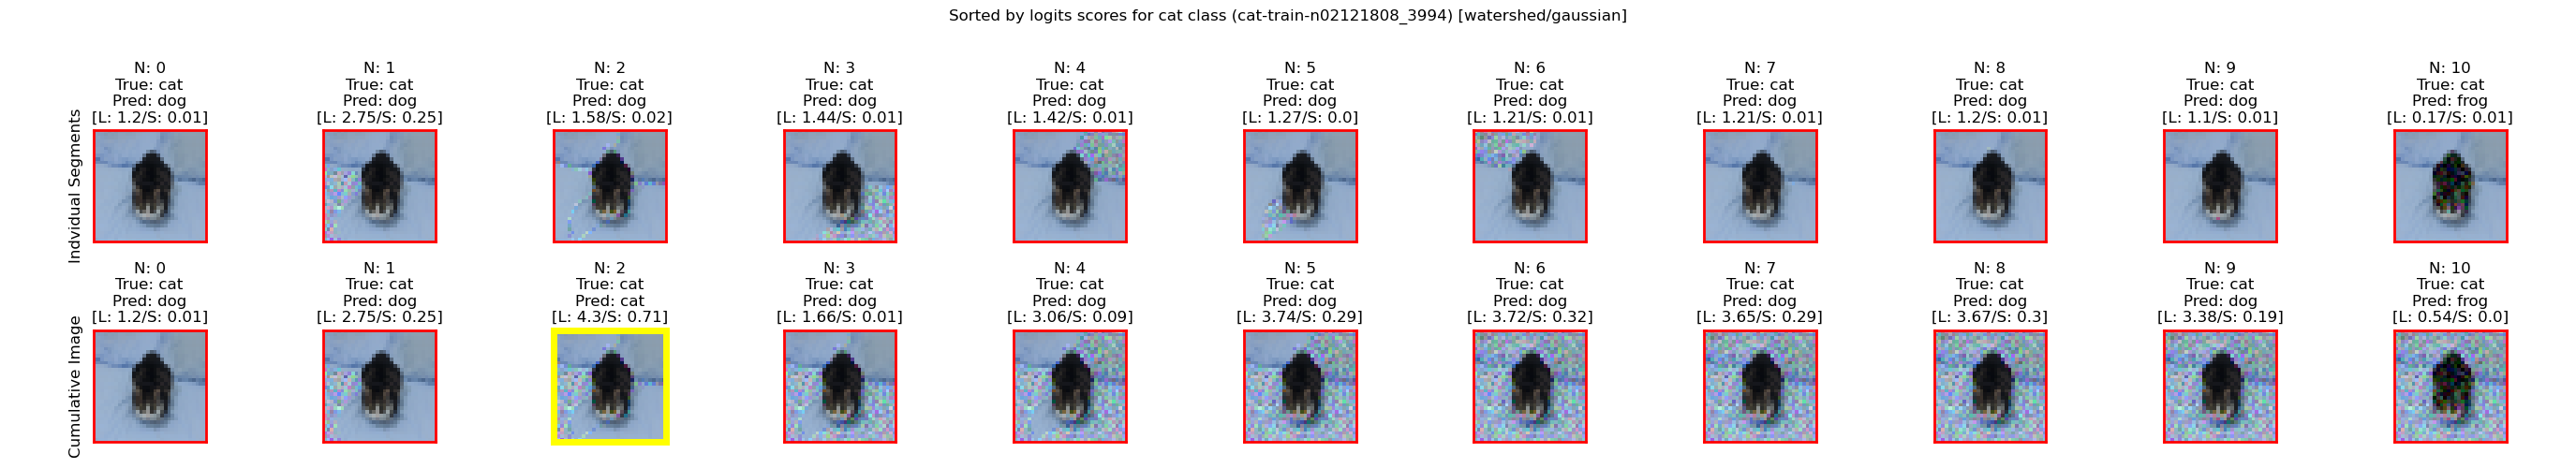 Sorted by logits scores for cat class (cat-train-n02121808_3994) [watershed/gaussian]
Indvidual Segments
N: 0
True: cat
Pred: dog
[L: 1.2/S: 0.01]
N: 1
True: cat
Pred: dog
[L: 2.75/S: 0.25]
N: 2
True: cat
Pred: dog
[L: 1.58/S: 0.02]
N: 3
True: cat
Pred: dog
[L: 1.44/S: 0.01]
N: 4
True: cat
Pred: dog
[L: 1.42/S: 0.01]
N: 5
True: cat
Pred: dog
[L: 1.27/S: 0.0]
N: 6
True: cat
Pred: dog
[L: 1.21/S: 0.01]
N: 7
True: cat
Pred: dog
[L: 1.21/S: 0.01]
N: 8
True: cat
Pred: dog
[L: 1.2/S: 0.01]
N: 9
True: cat
Pred: dog
[L: 1.1/S: 0.01]
N: 10
True: cat
Pred: frog
[L: 0.17/S: 0.01]
Cumulative Image
N: 0
True: cat
Pred: dog
[L: 1.2/S: 0.01]
N: 1
True: cat
Pred: dog
[L: 2.75/S: 0.25]
N: 2
True: cat
Pred: cat
[L: 4.3/S: 0.71]
N: 3
True: cat
Pred: dog
[L: 1.66/S: 0.01]
N: 4
True: cat
Pred: dog
[L: 3.06/S: 0.09]
N: 5
True: cat
Pred: dog
[L: 3.74/S: 0.29]
N: 6
True: cat
Pred: dog
[L: 3.72/S: 0.32]
N: 7
True: cat
Pred: dog
[L: 3.65/S: 0.29]
N: 8
True: cat
Pred: dog
[L: 3.67/S: 0.3]
N: 9
True: cat
Pred: dog
[L: 3.38/S: 0.19]
N: 10
True: cat
Pred: frog
[L: 0.54/S: 0.0]